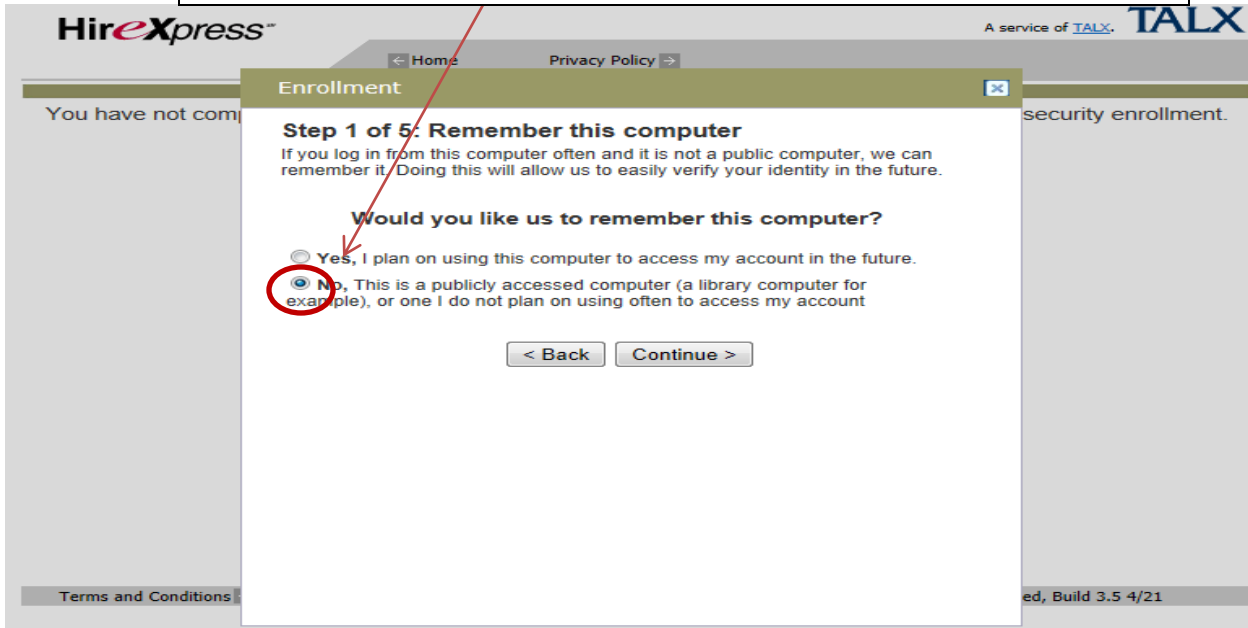 HireXpress℠
A service of TALX. TALX
← Home Privacy Policy →
Enrollment
You have not com
security enrollment.
Step 1 of 5: Remember this computer
If you log in from this computer often and it is not a public computer, we can
remember it. Doing this will allow us to easily verify your identity in the future.
Would you like us to remember this computer?
Yes, I plan on using this computer to access my account in the future.
No, This is a publicly accessed computer (a library computer for
example), or one I do not plan on using often to access my account
< Back Continue >
Terms and Conditions
ed, Build 3.5 4/21